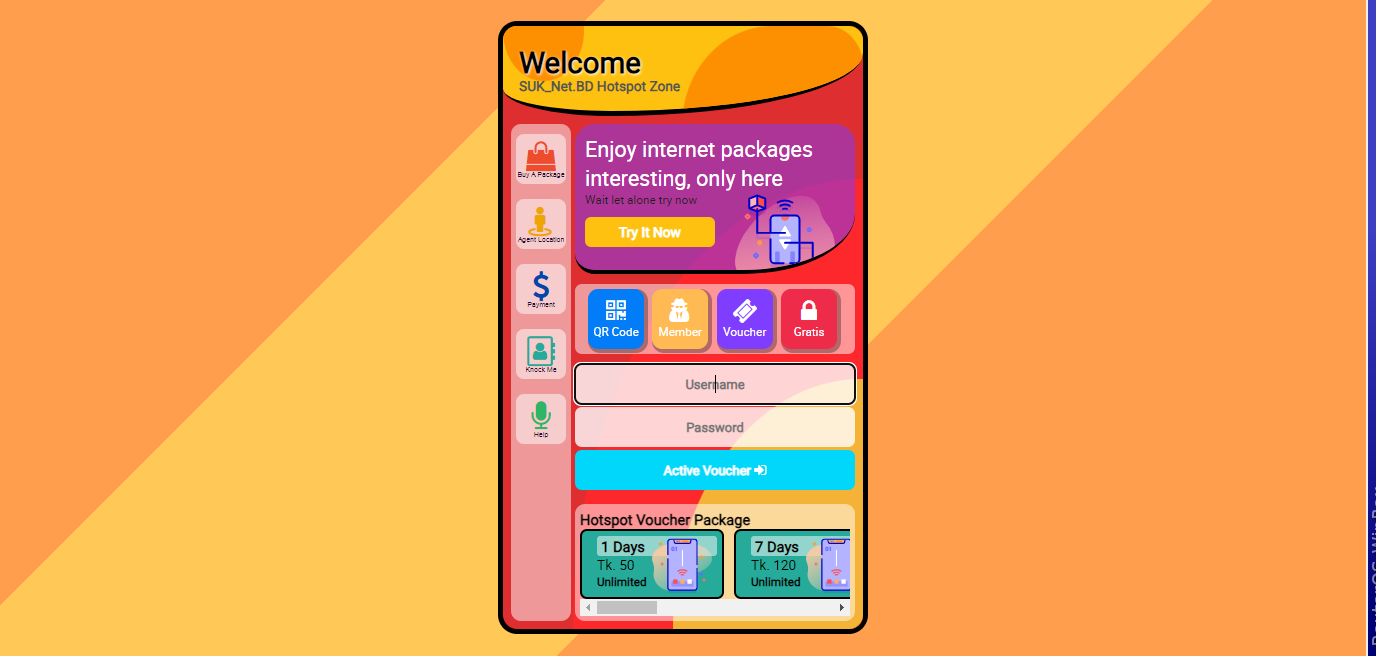 Welcome
SUK_Net.BD Hotspot Zone
Buy A Package
Agent Location
Payment
Knock Me
Help
Enjoy internet packages
interesting, only here
Wait let alone try now
Try It Now
QR Code
Member
Voucher
Gratis
Username
Password
Active Voucher
Hotspot Voucher Package
1 Days
Tk. 50
Unlimited
7 Days
Tk. 120
Unlimited